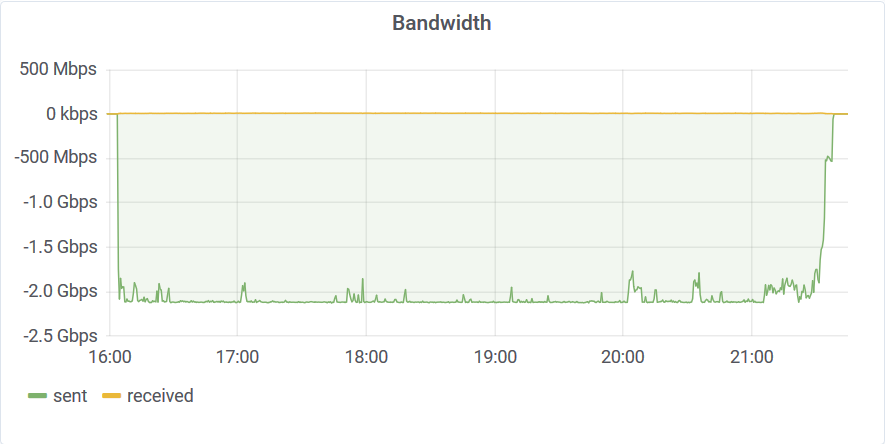 Bandwidth
500 Mbps
0 kbps
-500 Mbps
-1.0 Gbps
-1.5 Gbps
-2.0 Gbps
-2.5 Gbps
16:00 17:00 18:00 19:00 20:00 21:00
sent received